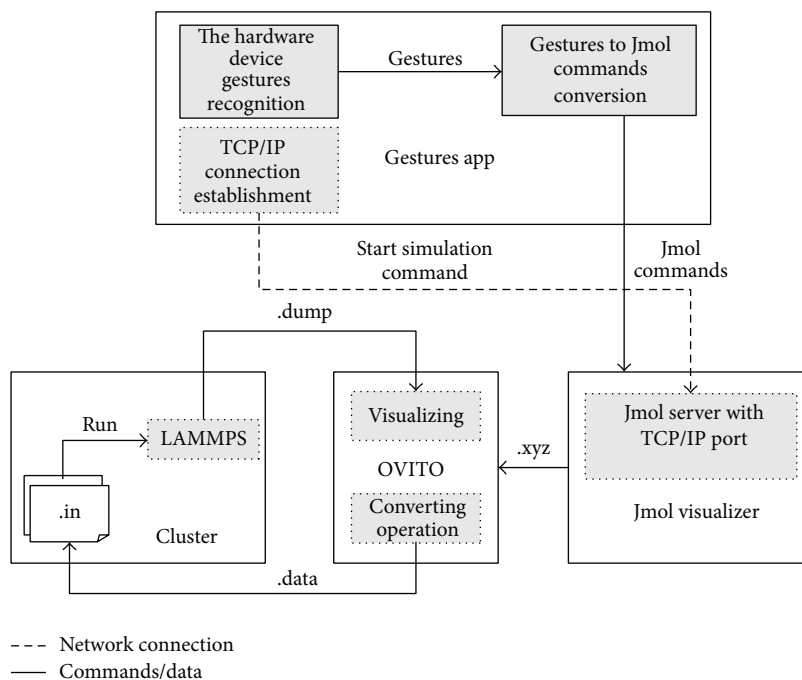 The hardware
device
gestures
recognition
Gestures
Gestures to Jmol
commands
conversion
TCP/IP
connection
establishment
Gestures app
Start simulation
command
Jmol
commands
.dump
Run
LAMMPS
.in
Cluster
Visualizing
OVITO
Converting
operation
.xyz
Jmol server with
TCP/IP port
Jmol visualizer
.data
Network connection
Commands/data